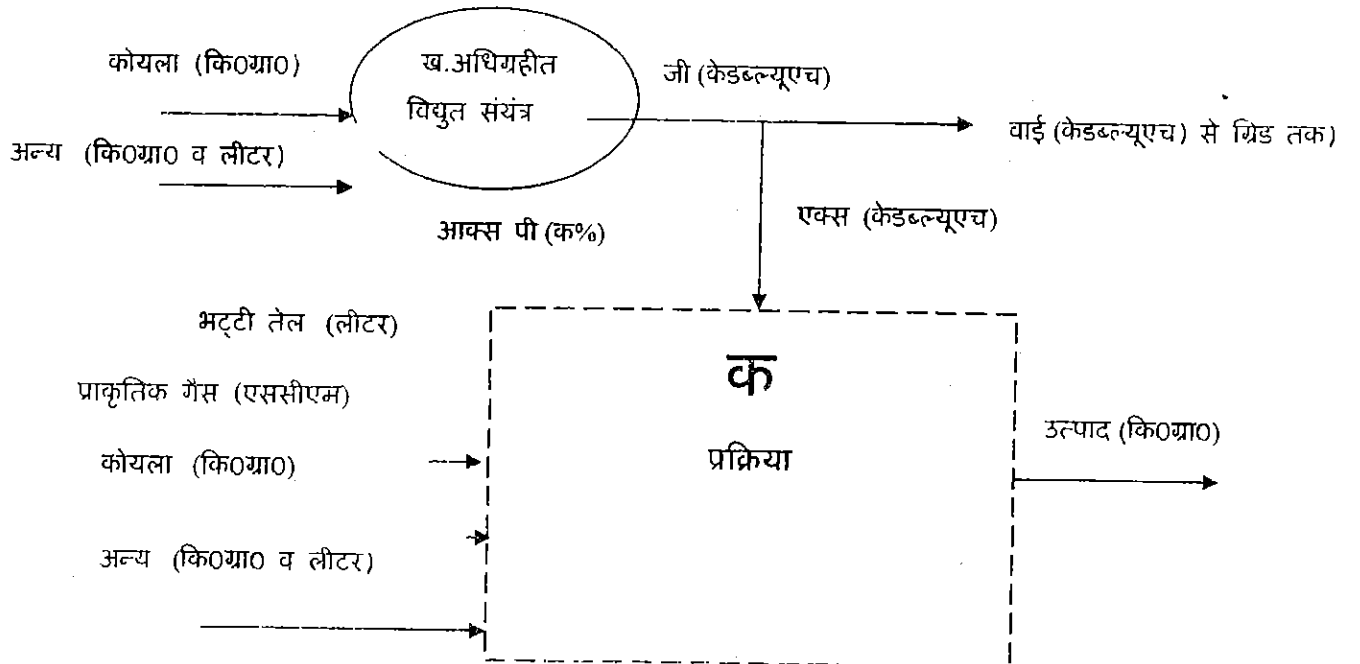 कोयला (कि0ग्रा0)
ख.अधिग्रहीत
विद्युत संयंत्र
जी (केडब्ल्यूएच)
वाई (केडब्ल्यूएच) से ग्रिड तक)
अन्य (कि0ग्रा0 व लीटर)
एक्स (केडब्ल्यूएच)
आक्स पी (क%)
भट्टी तेल (लीटर)
प्राकृतिक गैस (एससीएम)
क
कोयला (कि0ग्रा0)
प्रक्रिया
उत्पाद (कि0ग्रा0)
अन्य (कि0ग्रा0 व लीटर)